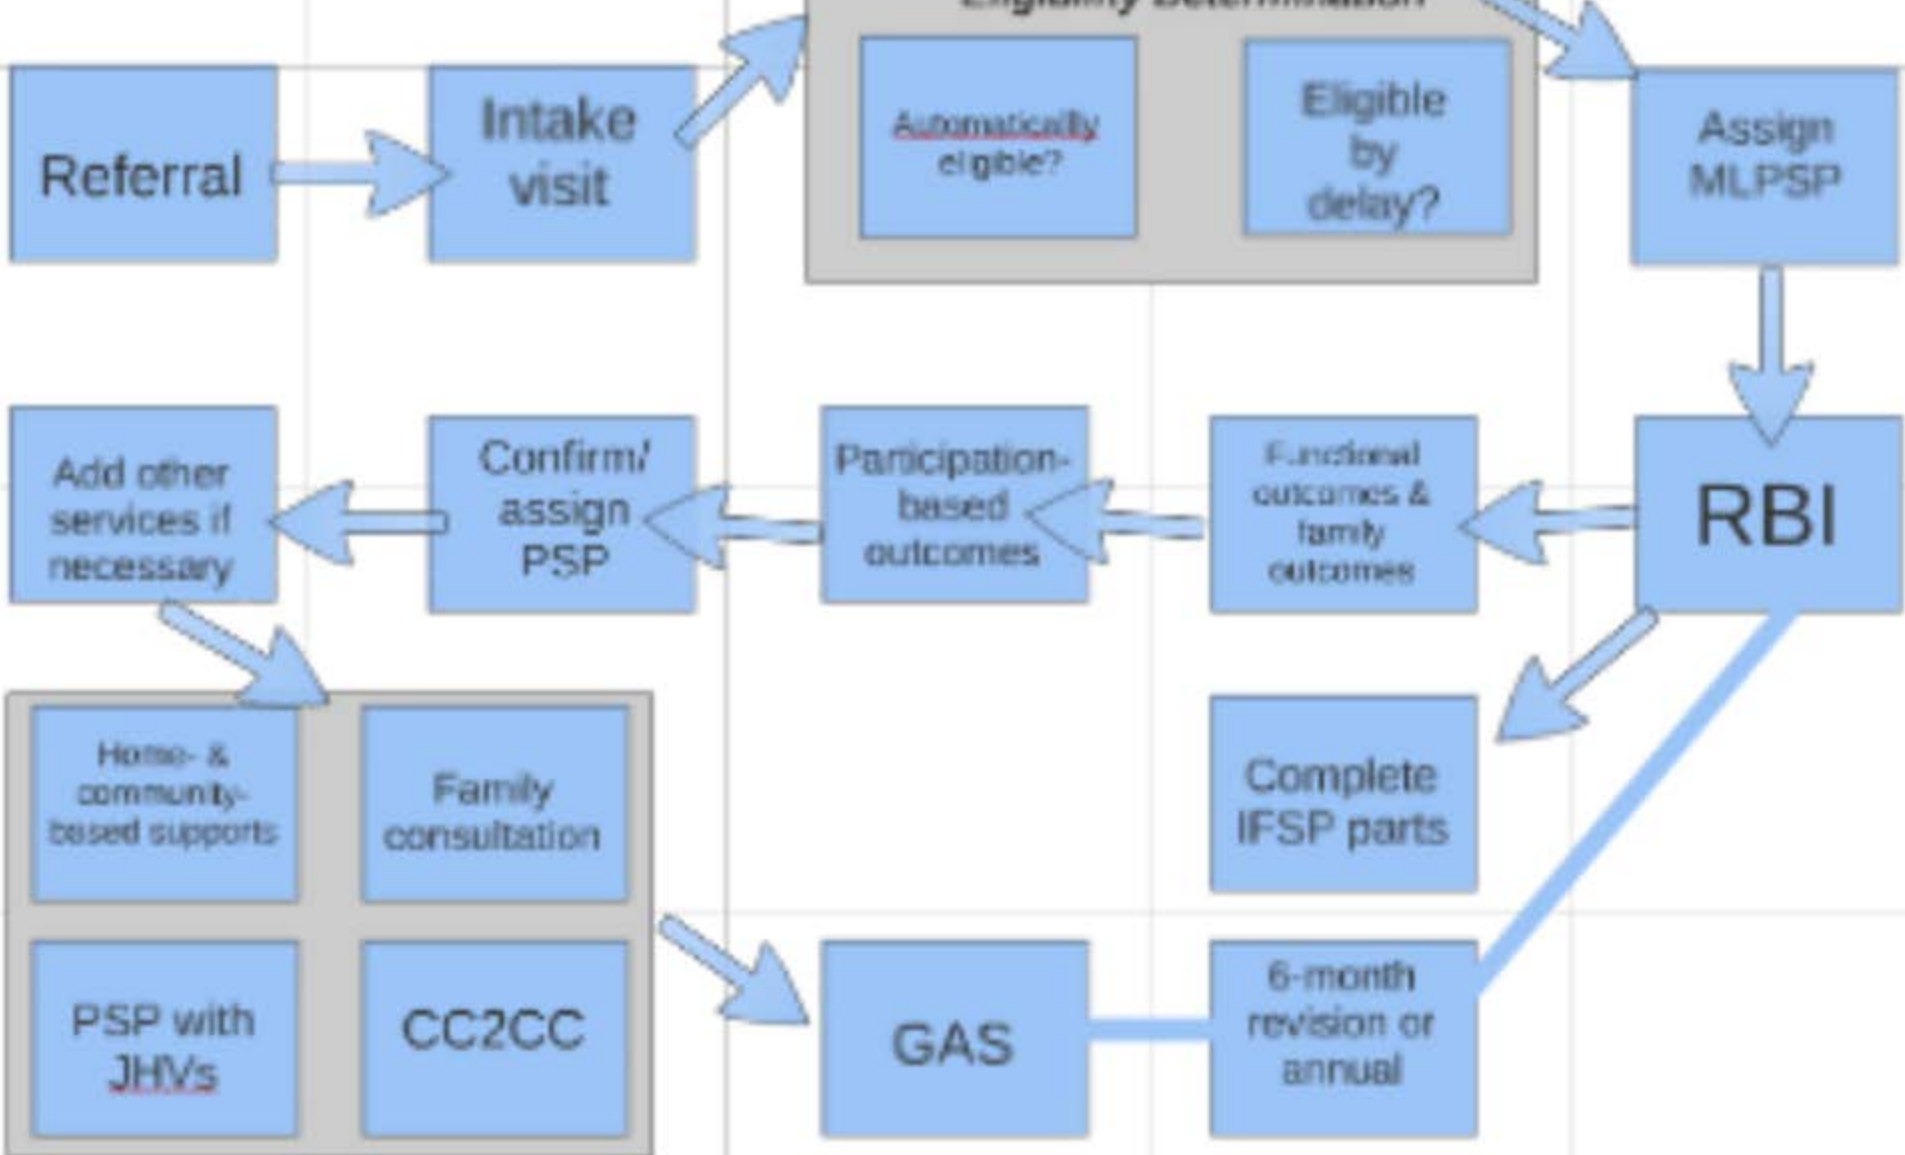 Eligibility Determination
Referral
Intake
visit
Automatically
eligible?
Eligible
by
delay?
Assign
MLPSP
Add other
services if
necessary
Confirm/
assign
PSP
Participation-
based
outcomes
Functional
outcomes &
family
outcomes
RBI
Home- &
community-
based supports
Family
consultation
Complete
IFSP parts
PSP with
JHVs
CC2CC
GAS
6-month
revision or
annual